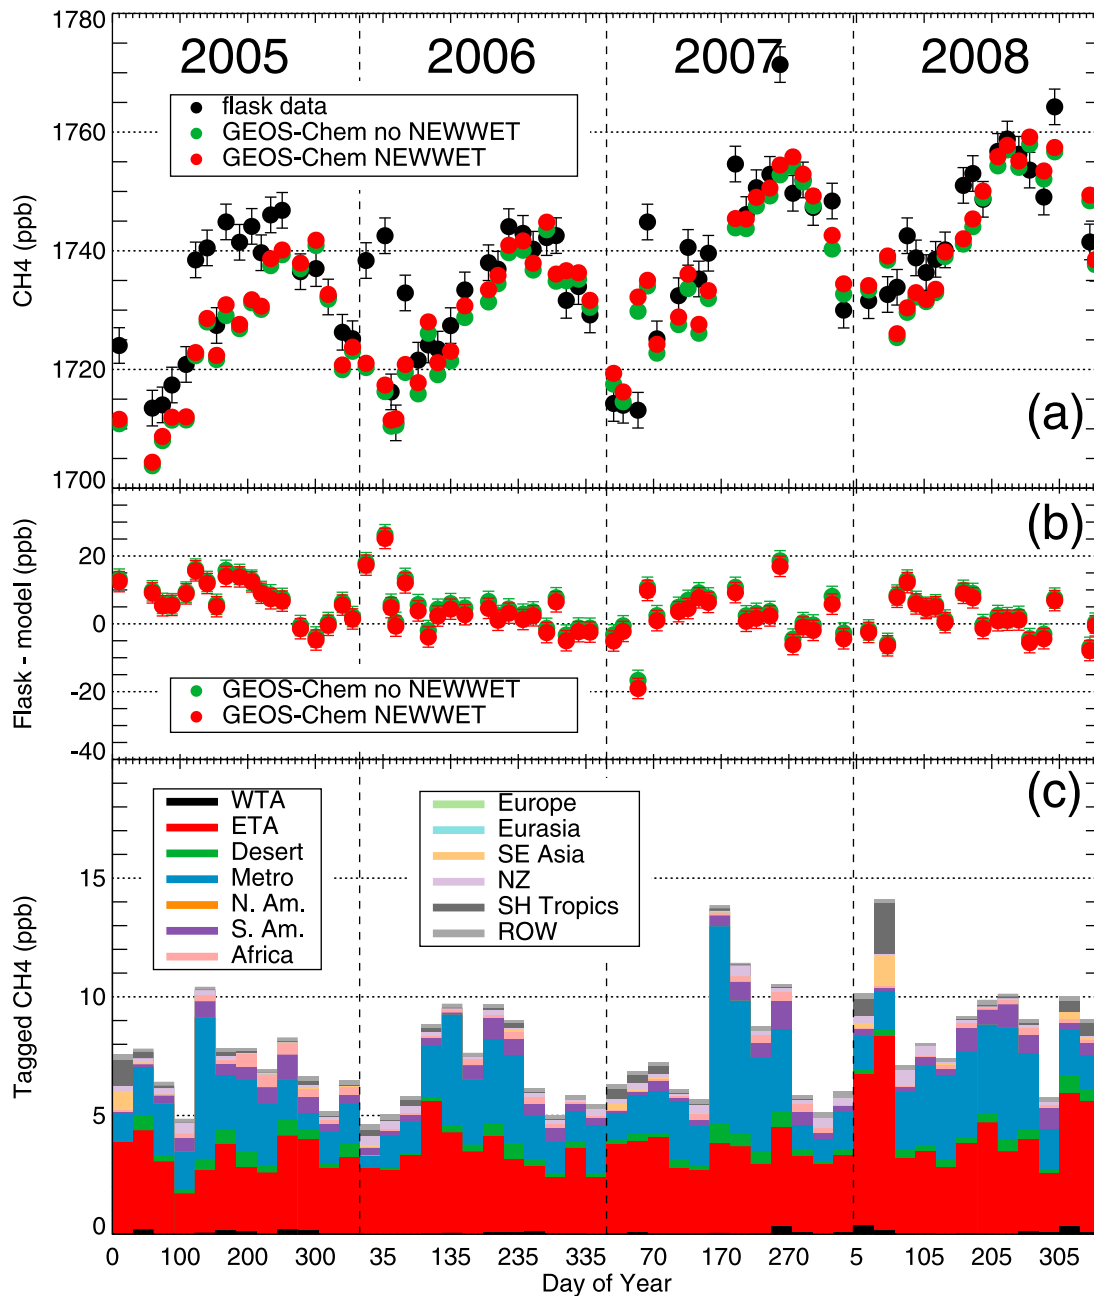 1780
2005 2006 2007 2008
flask data
GEOS-Chem no NEWWET
GEOS-Chem NEWWET
1760
1740
1720
1700
CH4 (ppb)
(a)
(b)
20
0
-20
-40
Flask - model (ppb)
GEOS-Chem no NEWWET
GEOS-Chem NEWWET
(c)
WTA
ETA
Desert
Metro
N. Am.
S. Am.
Africa
Europe
Eurasia
SE Asia
NZ
SH Tropics
ROW
15
10
5
0
Tagged CH4 (ppb)
0 100 200 300 35 135 235 335 70 170 270 5 105 205 305
Day of Year